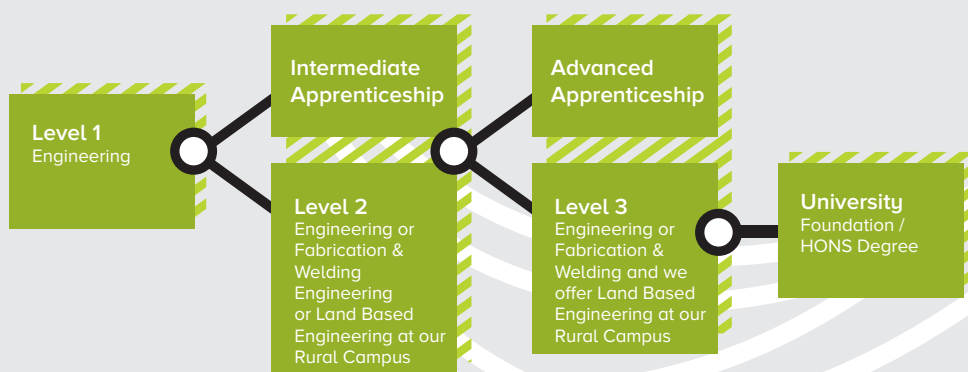 Level 1
Engineering
Intermediate
Apprenticeship
Level 2
Engineering or
Fabrication &
Welding
Engineering
or Land Based
Engineering at our
Rural Campus
Advanced
Apprenticeship
Level 3
Engineering or
Fabrication &
Welding and we
offer Land Based
Engineering at our
Rural Campus
University
Foundation /
HONS Degree